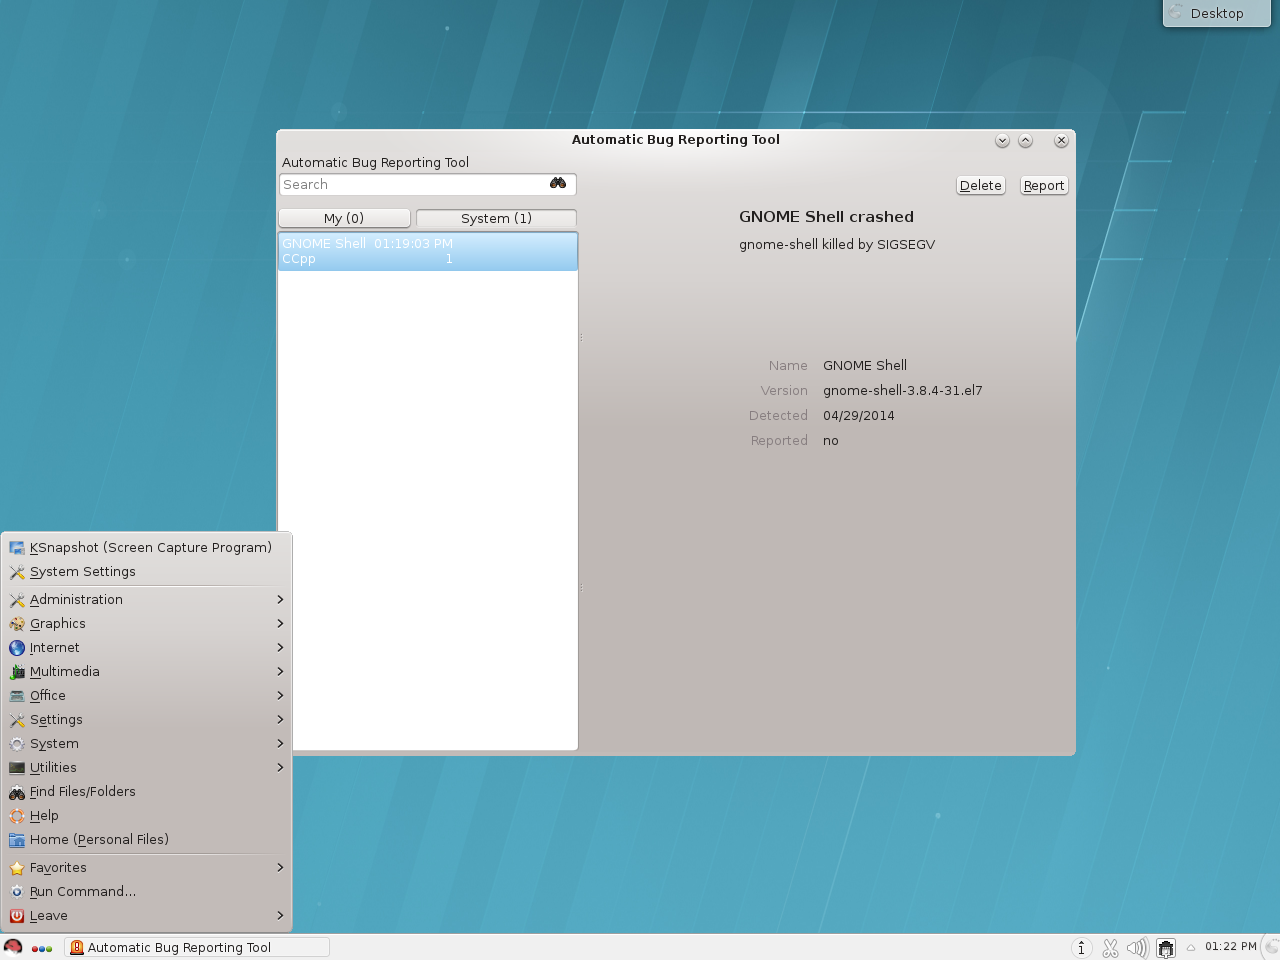 Desktop
Automatic Bug Reporting Tool
Automatic Bug Reporting Tool
Search
Delete
Report
My (0)
System (1)
GNOME Shell 01:19:03 PM
CCpp 1
GNOME Shell crashed
gnome-shell killed by SIGSEGV
Name GNOME Shell
Version gnome-shell-3.8.4-31.el7
Detected 04/29/2014
Reported no
KSnapshot (Screen Capture Program)
System Settings
Administration
Graphics
Internet
Multimedia
Office
Settings
System
Utilities
Find Files/Folders
Help
Home (Personal Files)
Favorites
Run Command...
Leave
Automatic Bug Reporting Tool
1
01:22 PM